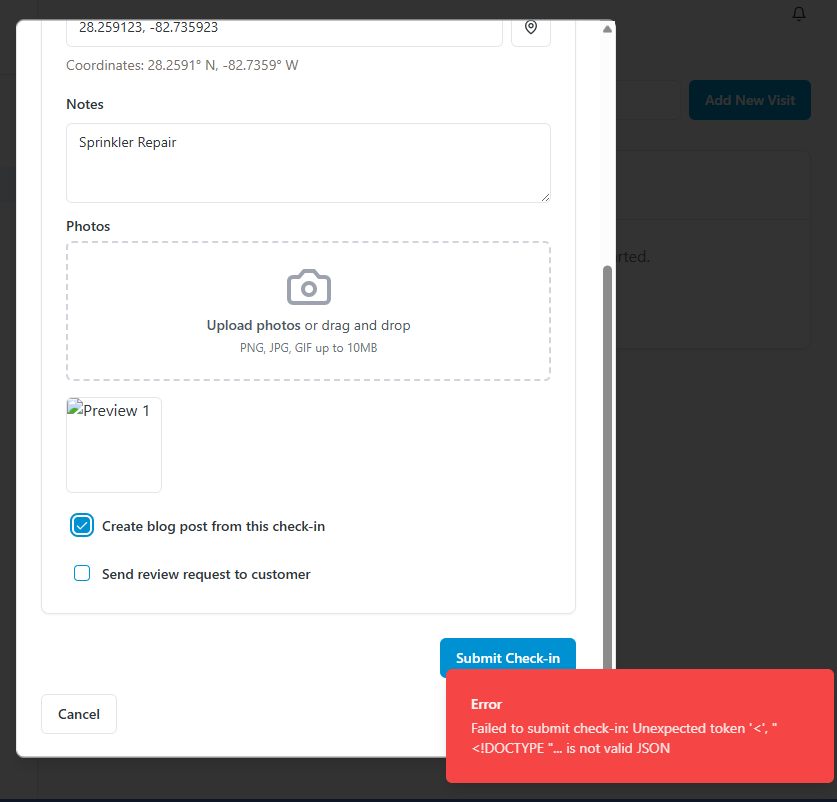 28.259123, -82.735923
Coordinates: 28.2591° N, -82.7359° W
Add New Visit
Notes
Sprinkler Repair
Photos
Upload photos or drag and drop
PNG, JPG, GIF up to 10MB
Preview 1
Create blog post from this check-in
Send review request to customer
Submit Check-in
Cancel
Error
Failed to submit check-in: Unexpected token '<', "
<!DOCTYPE "... is not valid JSON